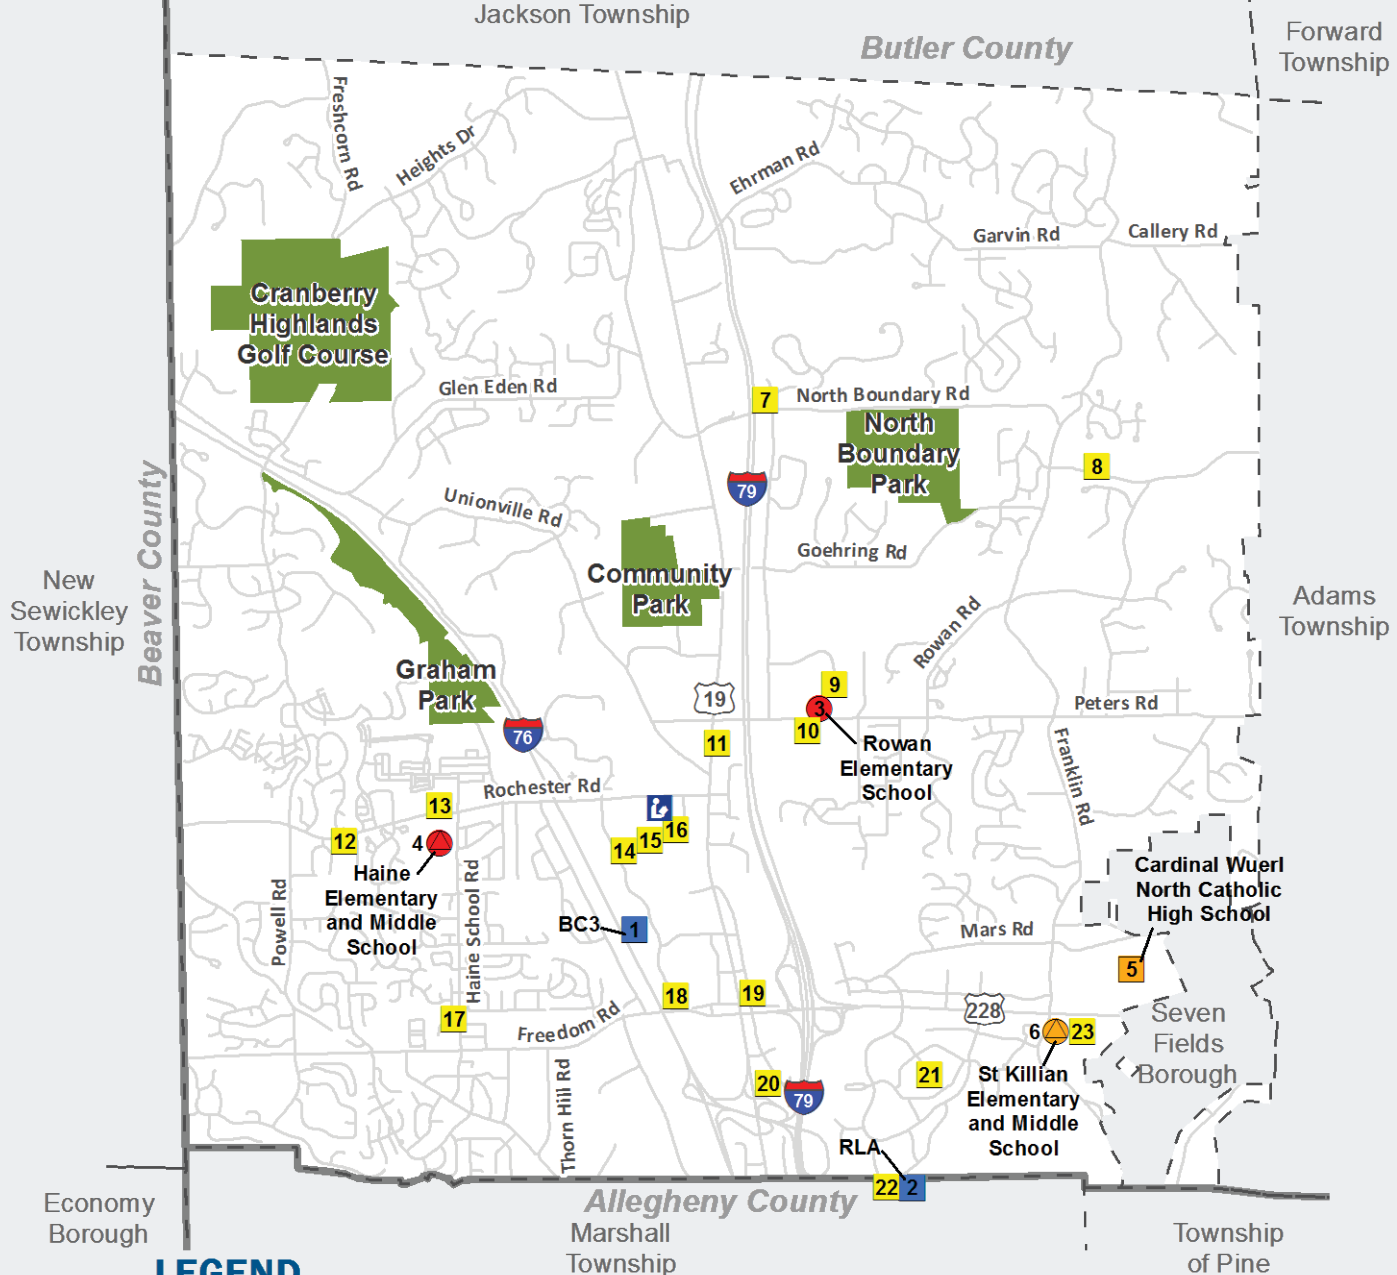 Jackson Township
Butler County
Forward
Township
Freshcorn Rd
Heights Dr
Ehrman Rd
Garvin Rd
Callery Rd
Cranberry
Highlands
Golf Course
Glen Eden Rd
7
North Boundary Rd
North
Boundary
Park
8
79
Unionville Rd
Goehring Rd
Beaver County
New
Sewickley
Township
Community
Park
Adams
Township
Rowan Rd
Graham
Park
19
9
3
10
Peters Rd
76
11
Rowan
Elementary
School
Franklin Rd
Rochester Rd
13
12
4
14
15
16
Haine
Elementary
and Middle
School
Haine School Rd
Powell Rd
Cardinal Wuerl
North Catholic
High School
BC3
1
Mars Rd
5
18
19
228
17
Freedom Rd
6
23
Seven
Fields
Borough
20
79
21
St Killian
Elementary
and Middle
School
Thorn Hill Rd
RLA
22
2
Allegheny County
Economy
Borough
Marshall
Township
Township
of Pine
LEGEND